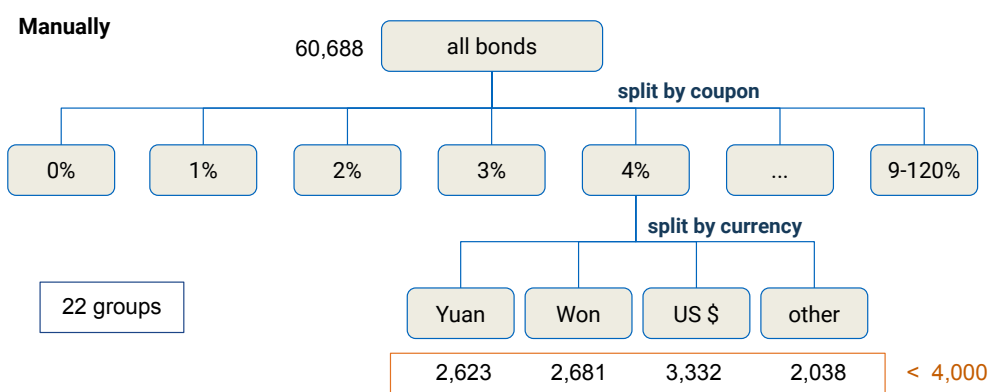 Manually
60,688 all bonds
split by coupon
0% 1% 2% 3% 4% ... 9-120%
split by currency
22 groups
Yuan Won US $ other
2,623 2,681 3,332 2,038 < 4,000